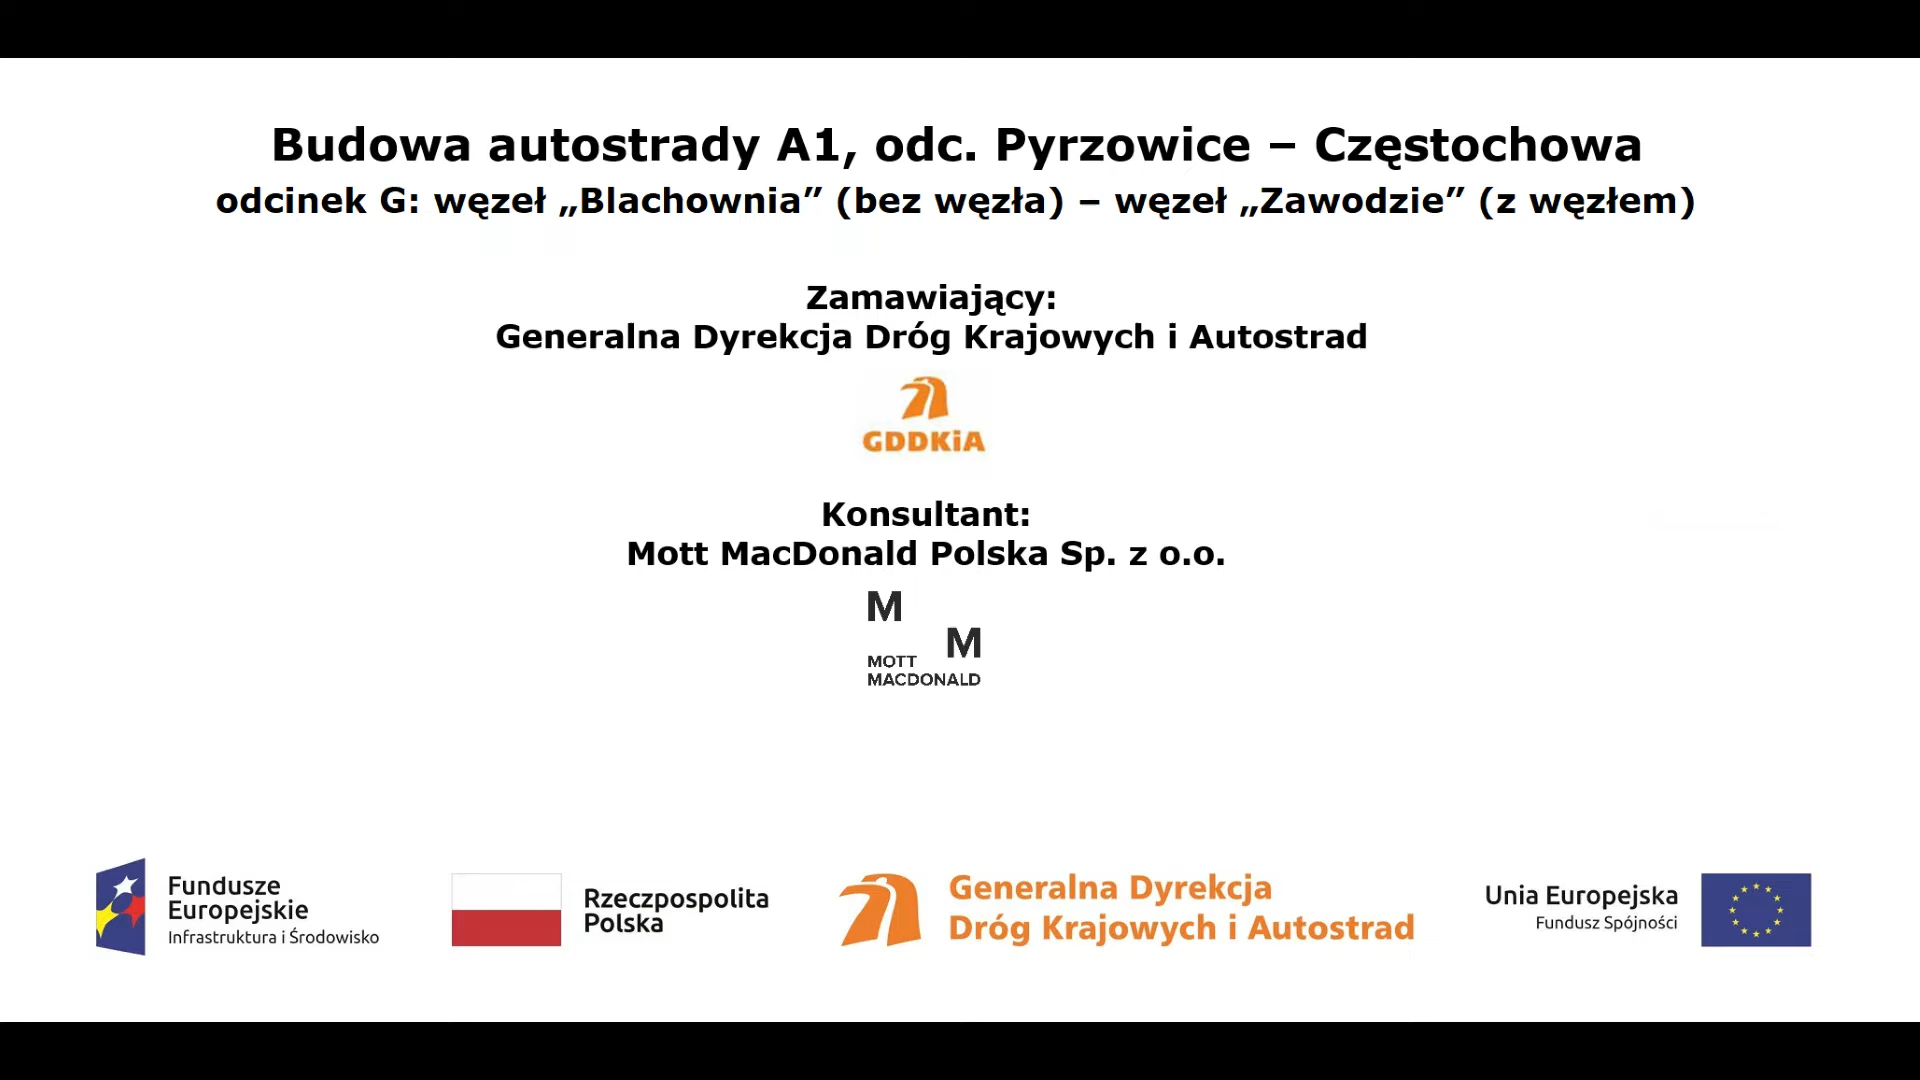 Budowa autostrady A1, odc. Pyrzowice – Częstochowa
odcinek G: węzeł „Blachownia” (bez węzła) – węzeł „Zawodzie” (z węzłem)
Zamawiający:
Generalna Dyrekcja Dróg Krajowych i Autostrad
GDDKiA
Konsultant:
Mott MacDonald Polska Sp. z o.o.
M
M
MOTT
MACDONALD
Fundusze
Europejskie
Infrastruktura i Środowisko
Rzeczpospolita
Polska
Generalna Dyrekcja
Dróg Krajowych i Autostrad
Unia Europejska
Fundusz Spójności